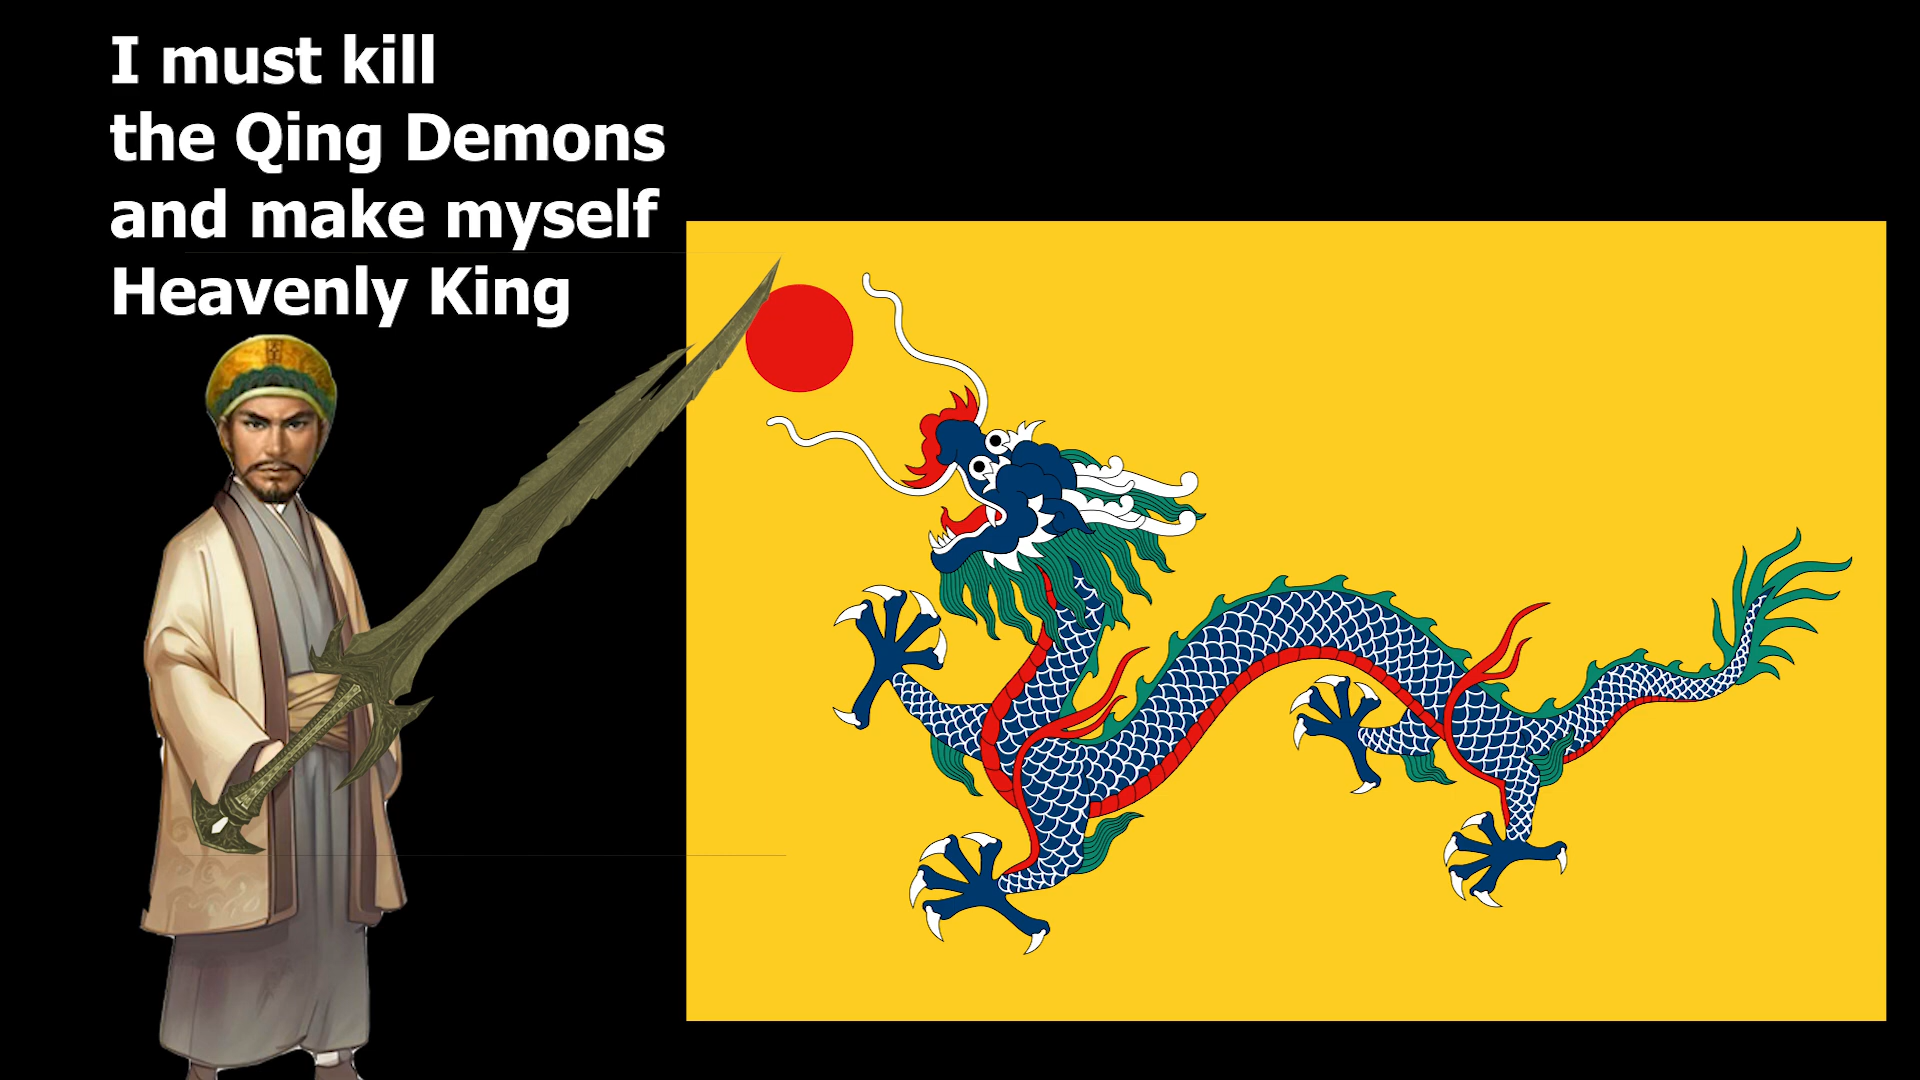 I must kill
the Qing Demons
and make myself
Heavenly King